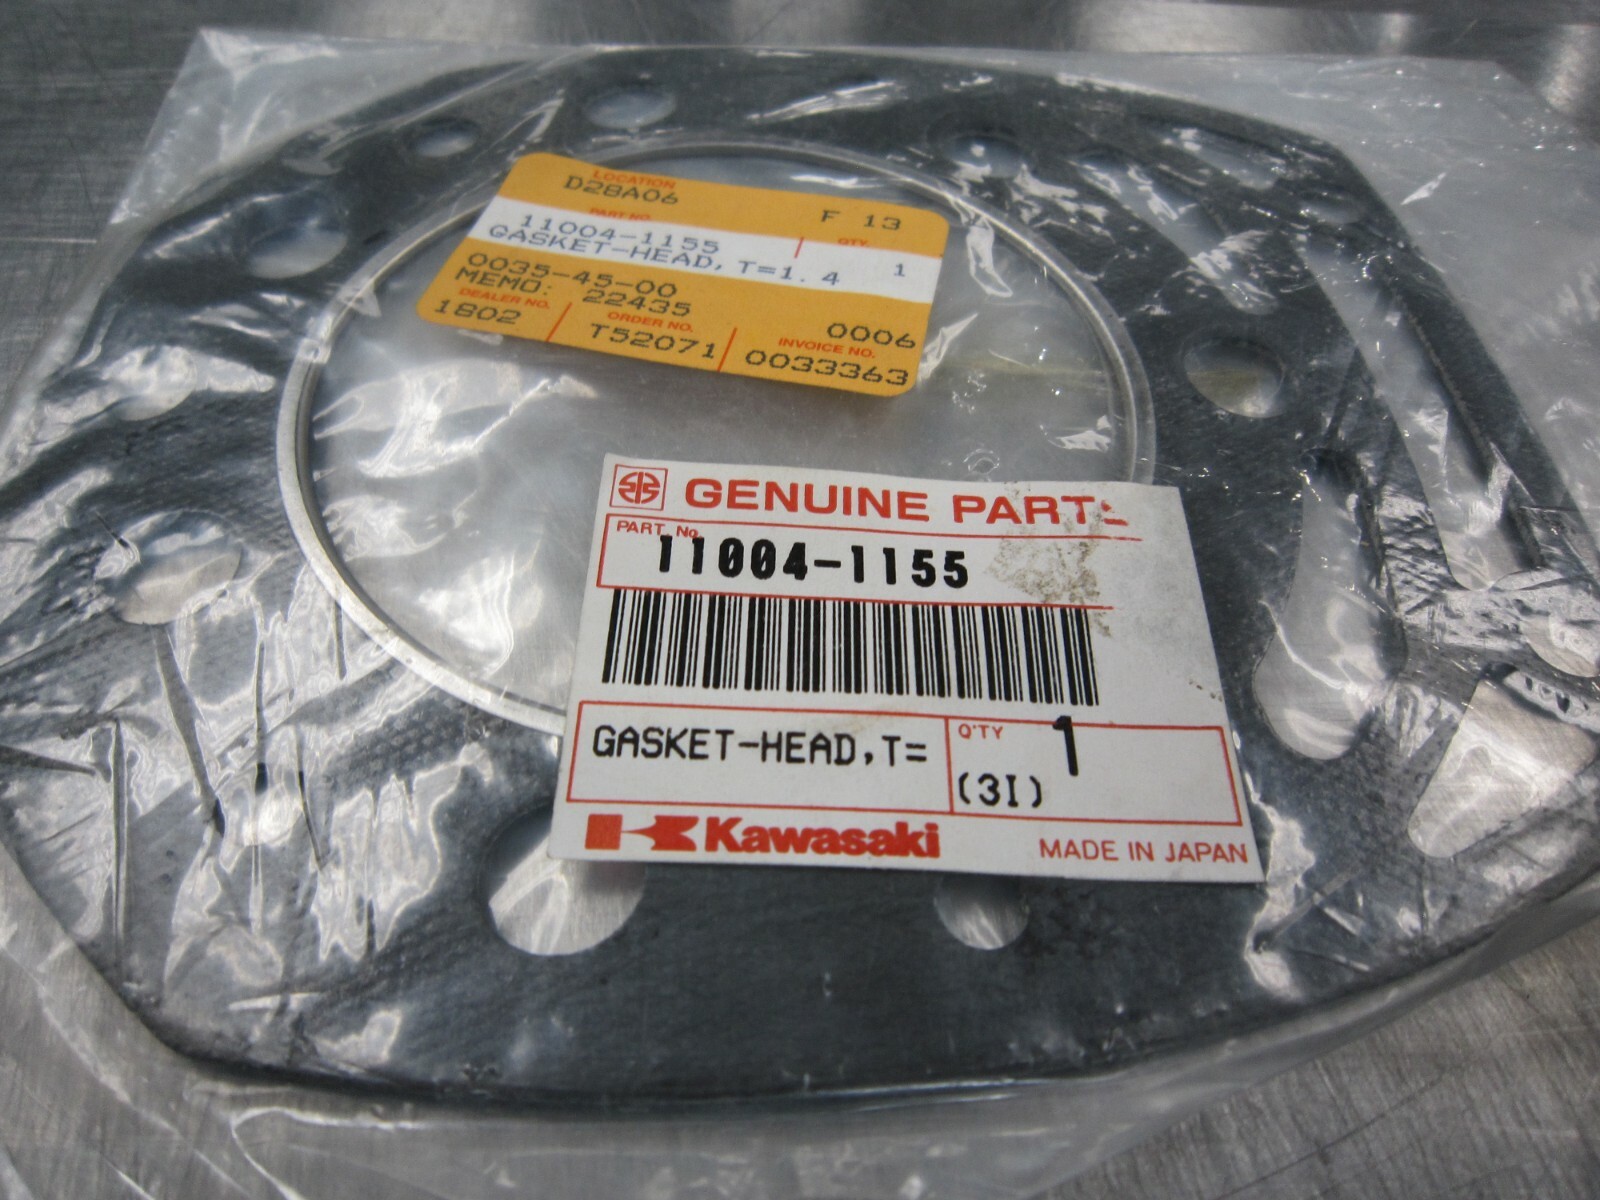 LOCATION
D28A06 F 13
PART NO. QTY.
11004-1155 1
GASKET-HEAD, T=1.4
0035-45-00
MEMO: 22435 0006
DEALER NO. ORDER NO. INVOICE NO.
1802 T52071 0033363
GENUINE PARTS
PART No.
11004-1155
GASKET-HEAD,T= Q'TY 1
(3I)
Kawasaki MADE IN JAPAN